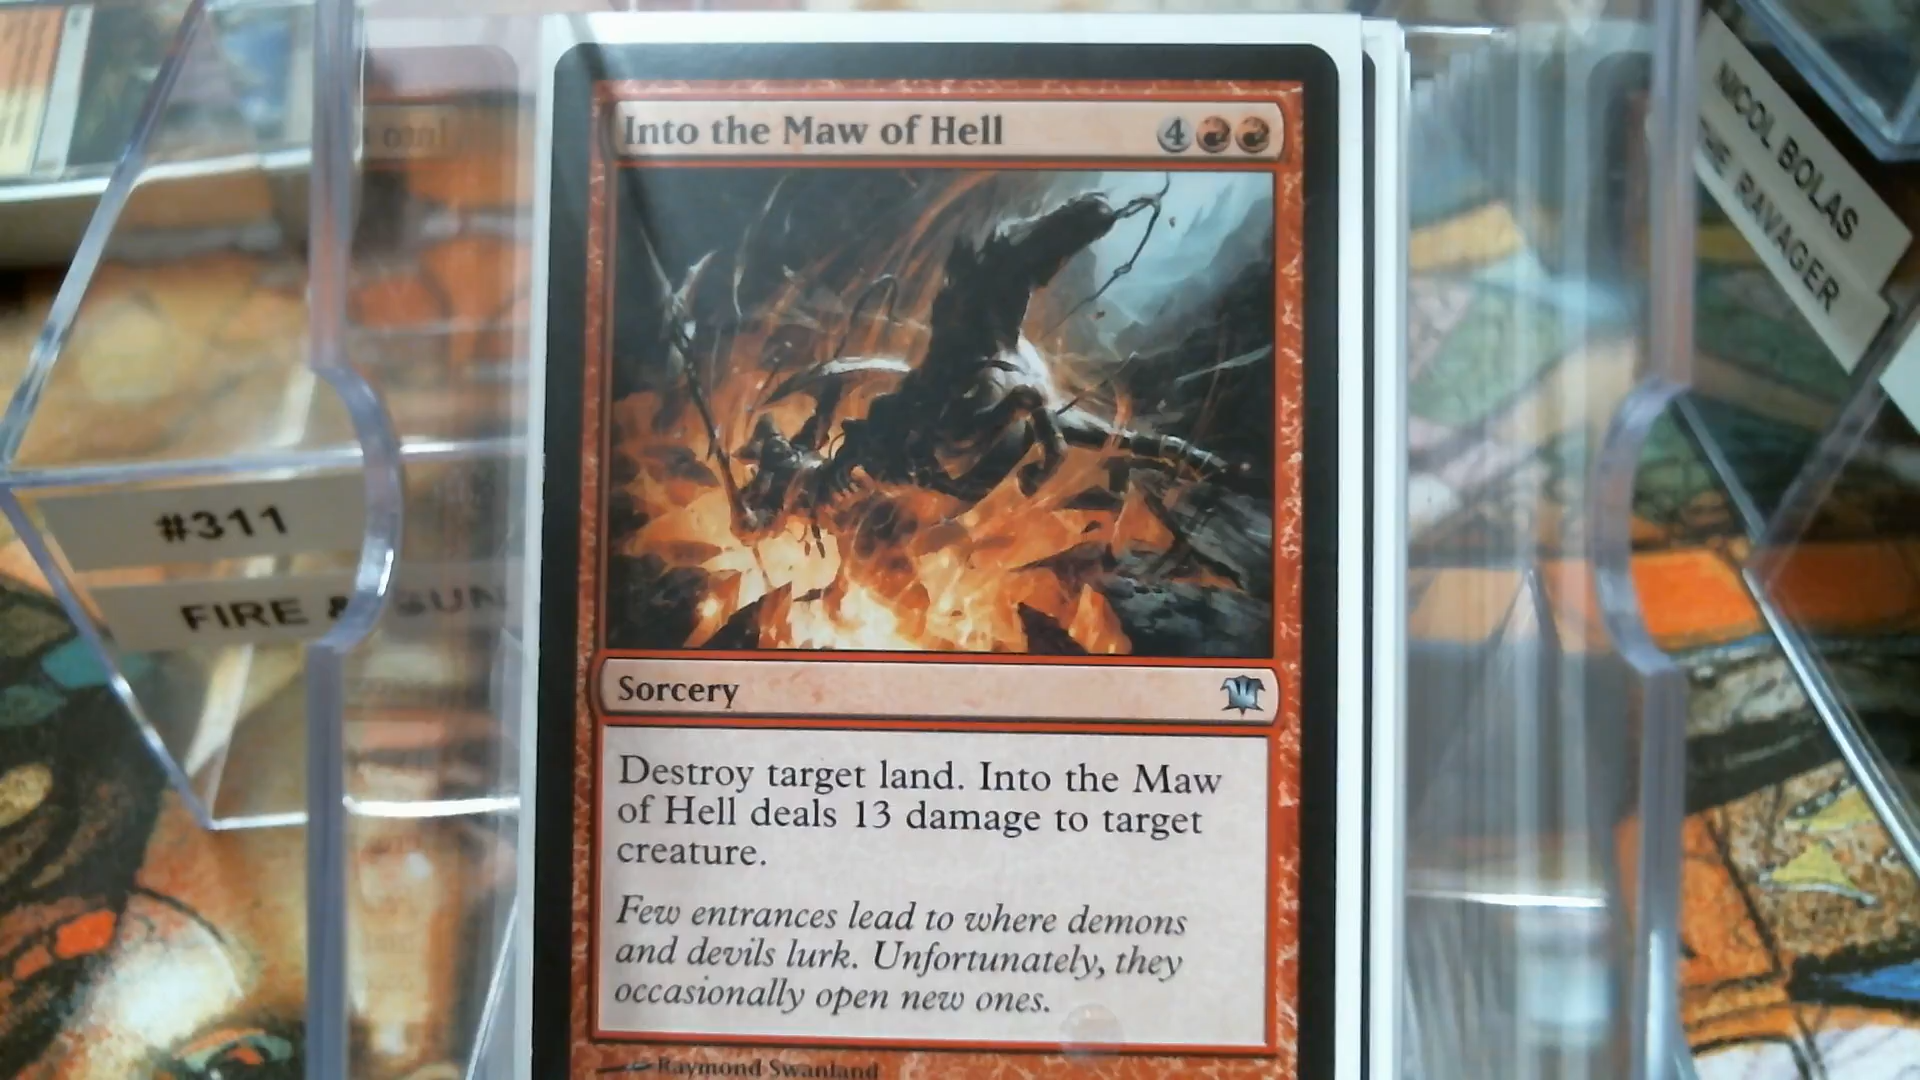 Into the Maw of Hell 4
Sorcery
Destroy target land. Into the Maw
of Hell deals 13 damage to target
creature.
Few entrances lead to where demons
and devils lurk. Unfortunately, they
occasionally open new ones.
Raymond Swanland
#311
FIRE &
NICOL BOLAS
THE RAVAGER